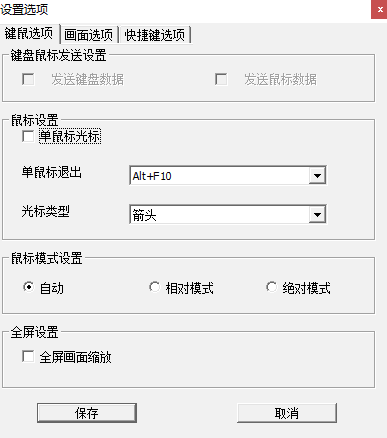 设置选项
x
键鼠选项 画面选项 快捷键选项
键盘鼠标发送设置
发送键盘数据 发送鼠标数据
鼠标设置
单鼠标光标
单鼠标退出 Alt+F10
光标类型 箭头
鼠标模式设置
自动 相对模式 绝对模式
全屏设置
全屏画面缩放
保存 取消